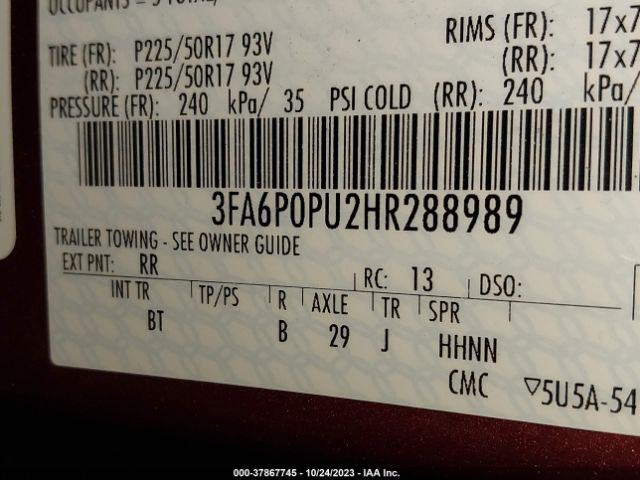 RIMS (FR): 17x7
TIRE (FR): P225/50R17 93V (RR): 17x7
(RR): P225/50R17 93V
PRESSURE (FR): 240 kPa/ 35 PSI COLD (RR): 240 kPa/
3FA6P0PU2HR288989
TRAILER TOWING - SEE OWNER GUIDE
EXT PNT: RR RC: 13 DSO:
INT TR TP/PS R AXLE TR SPR
BT B 29 J HHNN
CMC ▽5U5A-54
000-37867745 - 10/24/2023 - IAA Inc.